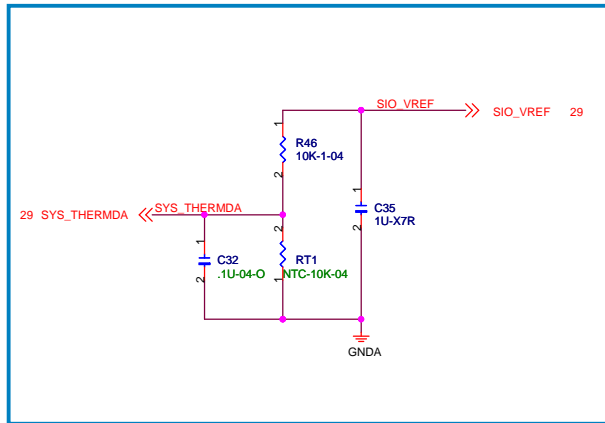 SIO_VREF
SIO_VREF 29
1
R46
10K-1-04
2
1
C35
1U-X7R
2
29 SYS_THERMDA
SYS_THERMDA
1
C32
.1U-04-O
2
2
RT1
NTC-10K-04
1
GNDA